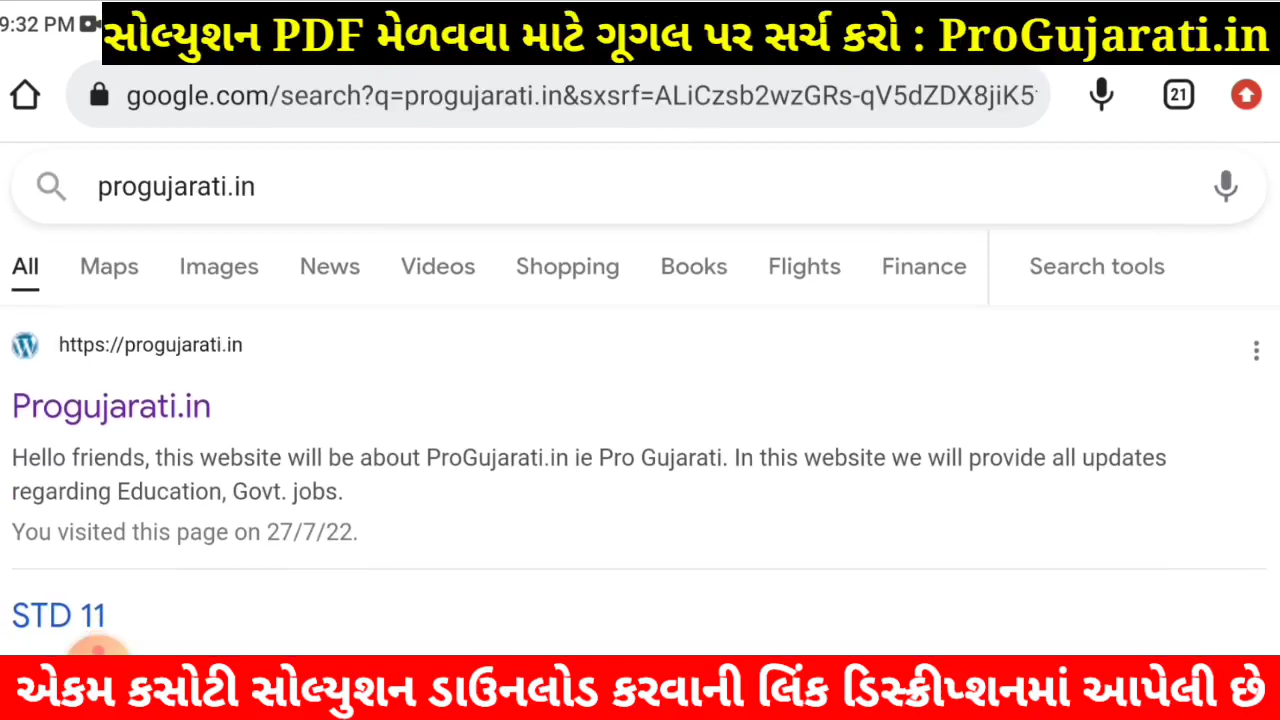 9:32 PM
સોલ્યુશન PDF મેળવવા માટે ગૂગલ પર સર્ચ કરો : ProGujarati.in
google.com/search?q=progujarati.in&sxsrf=ALiCzsb2wzGRs-qV5dZDX8jiK5
21
progujarati.in
All Maps Images News Videos Shopping Books Flights Finance Search tools
https://progujarati.in
Progujarati.in
Hello friends, this website will be about ProGujarati.in ie Pro Gujarati. In this website we will provide all updates
regarding Education, Govt. jobs.
You visited this page on 27/7/22.
STD 11
એકમ કસોટી સોલ્યુશન ડાઉનલોડ કરવાની લિંક ડિસ્ક્રીપ્શનમાં આપેલી છે